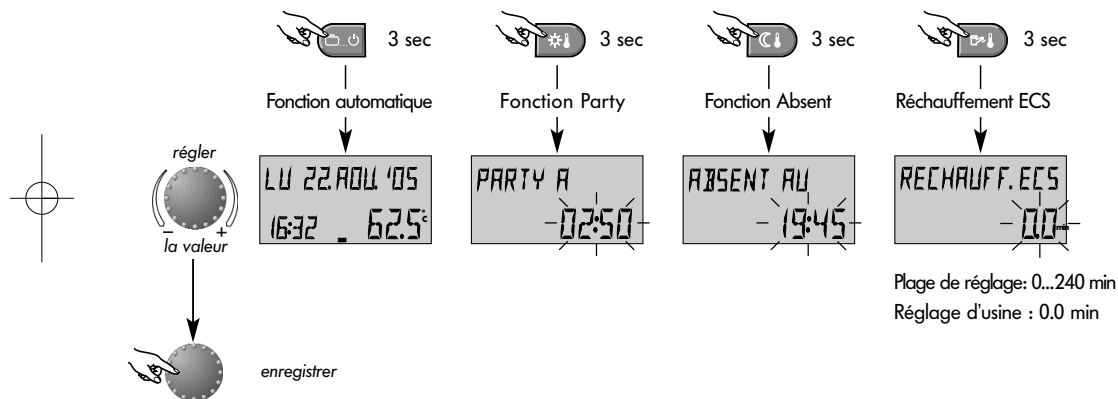 3 sec 3 sec 3 sec 3 sec
Fonction automatique Fonction Party Fonction Absent Réchauffement ECS
régler
- +
la valeur
LU 22.AOU. '05
16:32 _ 62.5°C
PARTY A
02:50
ABSENT AU
19:45
RECHAUFF. ECS
0.0 min
Plage de réglage: 0...240 min
Réglage d'usine : 0.0 min
enregistrer